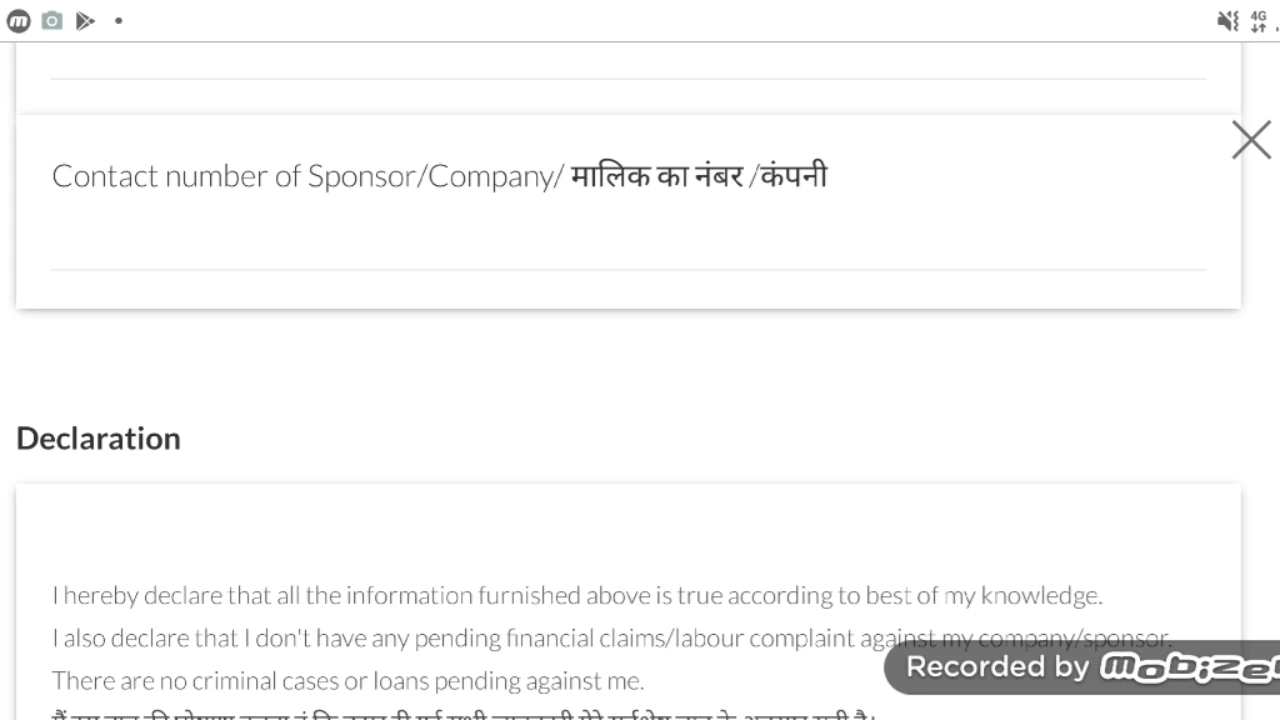 4G
Contact number of Sponsor/Company/ मालिक का नंबर /कंपनी
Declaration
I hereby declare that all the information furnished above is true according to best of my knowledge.
I also declare that I don't have any pending financial claims/labour complaint against my company/sponsor.
Recorded by
There are no criminal cases or loans pending against me.